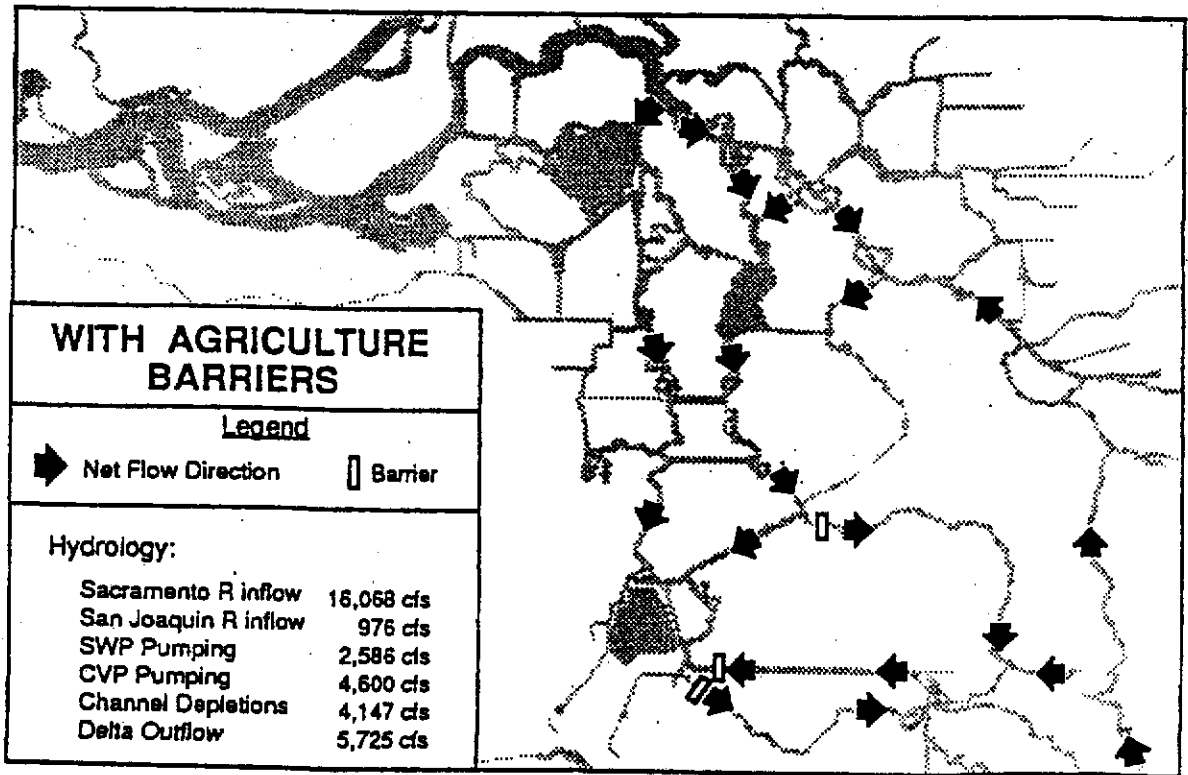 WITH AGRICULTURE
BARRIERS
Legend
Net Flow Direction
Barrier
Hydrology:
Sacramento R inflow 16,068 cfs
San Joaquin R inflow 976 cfs
SWP Pumping 2,586 cfs
CVP Pumping 4,600 cfs
Channel Depletions 4,147 cfs
Delta Outflow 5,725 cfs